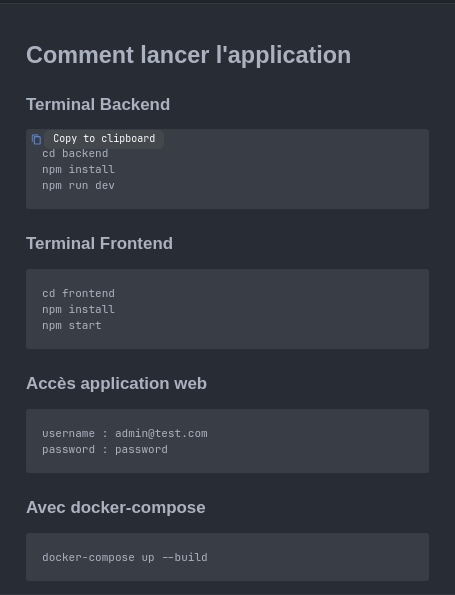 Comment lancer l'application
Terminal Backend
Copy to clipboard
cd backend
npm install
npm run dev
Terminal Frontend
cd frontend
npm install
npm start
Accès application web
username : admin@test.com
password : password
Avec docker-compose
docker-compose up --build